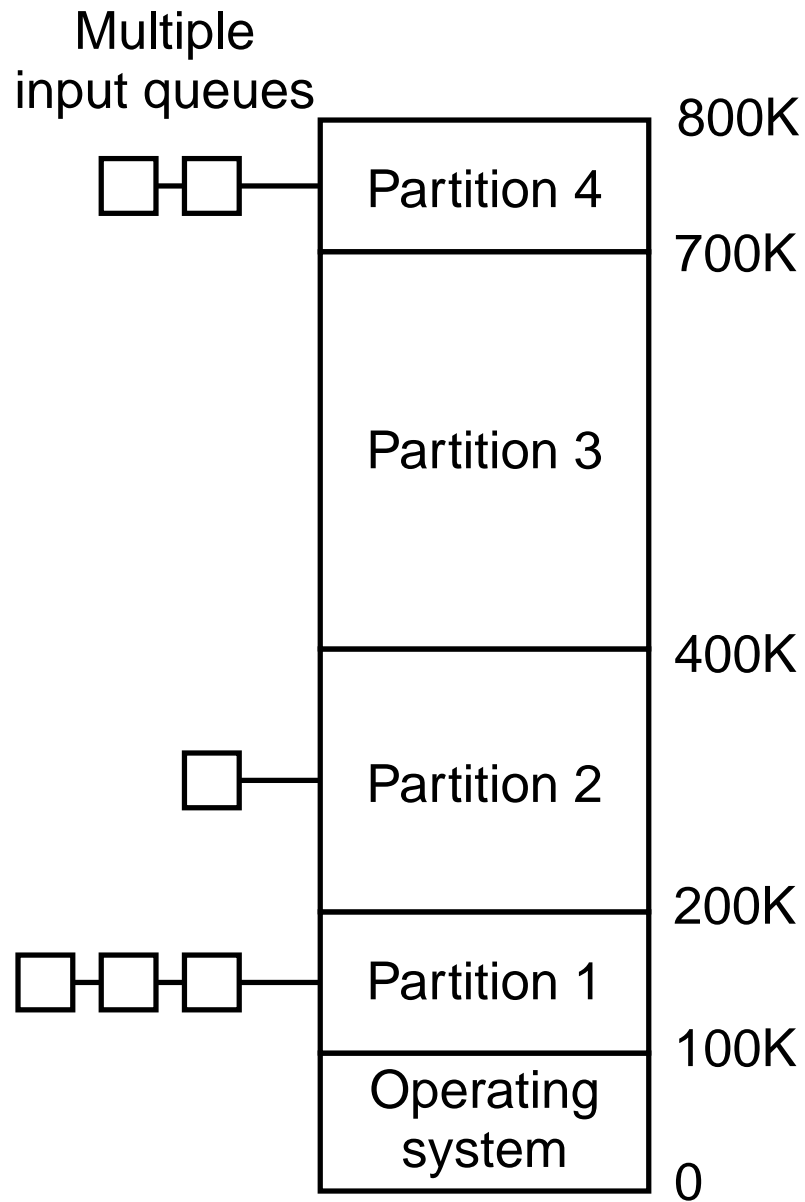 Multiple
input queues
800K
Partition 4
700K
Partition 3
400K
Partition 2
200K
Partition 1
100K
Operating
system
0